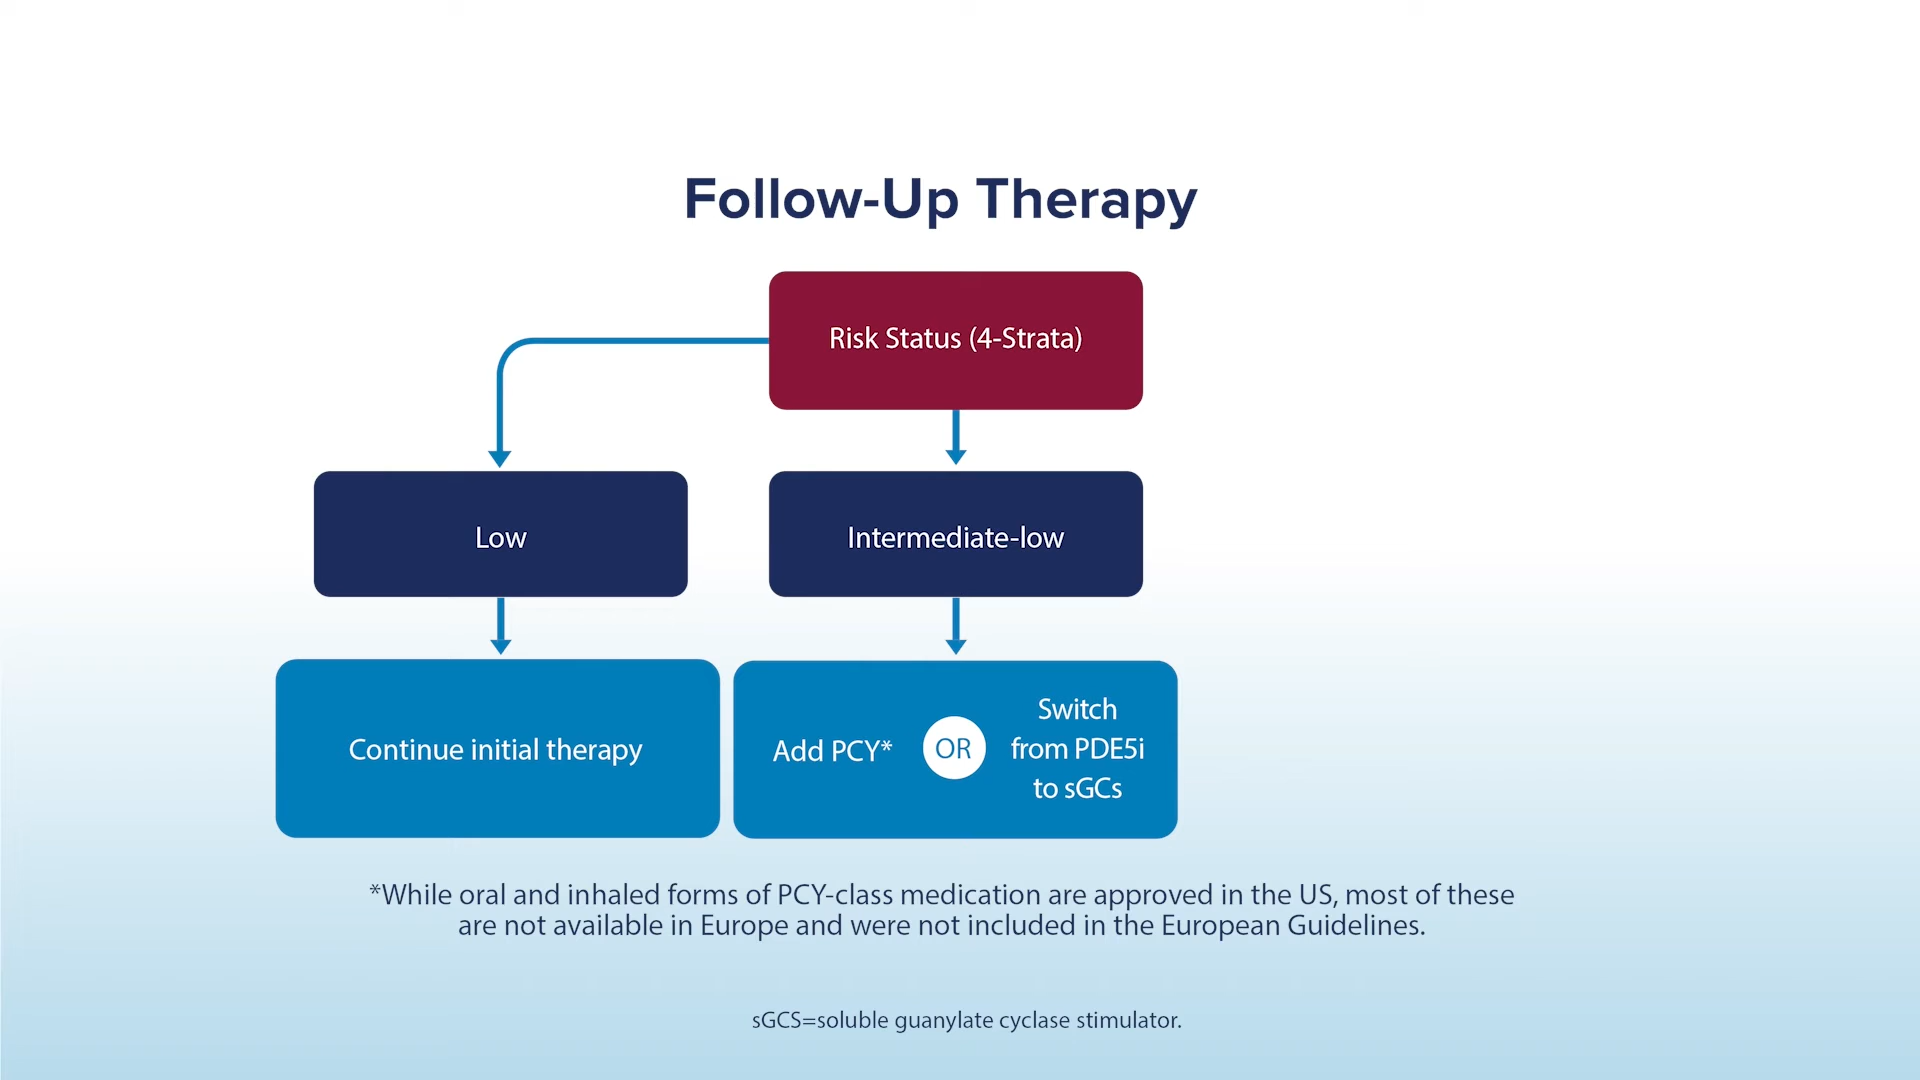 Follow-Up Therapy
Risk Status (4-Strata)
Low
Intermediate-low
Continue initial therapy
Add PCY*
OR
Switch
from PDE5i
to sGCs
*While oral and inhaled forms of PCY-class medication are approved in the US, most of these
are not available in Europe and were not included in the European Guidelines.
sGCS=soluble guanylate cyclase stimulator.